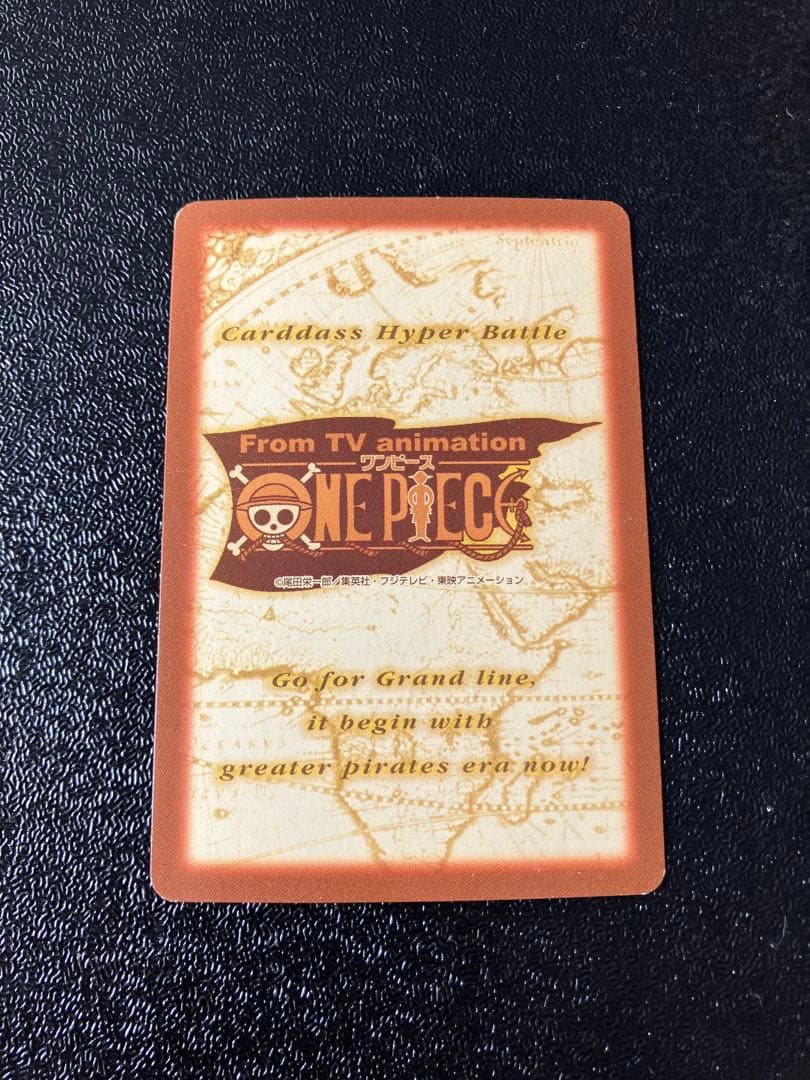 Septentrio
Carddass Hyper Battle
From TV animation
ワンピース
ONE PIECE
©尾田栄一郎／集英社・フジテレビ・東映アニメーション
Go for Grand line,
it begin with
greater pirates era now!